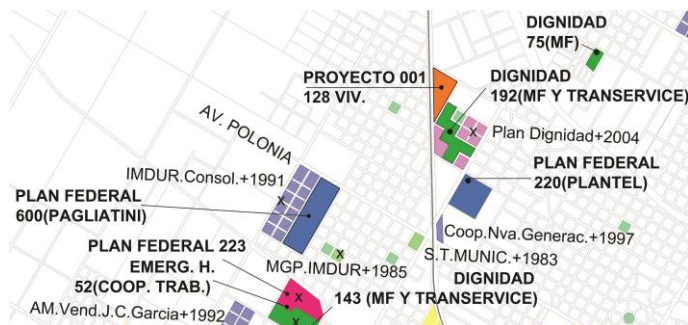 DIGNIDAD
75(MF)
PROYECTO 001
128 VIV.
DIGNIDAD
192(MF Y TRANSERVICE)
x Plan Dignidad+2004
AV. POLONIA
IMDUR.Consol.+1991
x
PLAN FEDERAL
220(PLANTEL)
PLAN FEDERAL
600(PAGLIATINI)
Coop.Nva.Generac.+1997
PLAN FEDERAL 223
x
S.T.MUNIC.+1983
EMERG. H.
MGP.IMDUR+1985
DIGNIDAD
52(COOP. TRAB.)
x
143 (MF Y TRANSERVICE)
AM.Vend.J.C.Garcia+1992
x